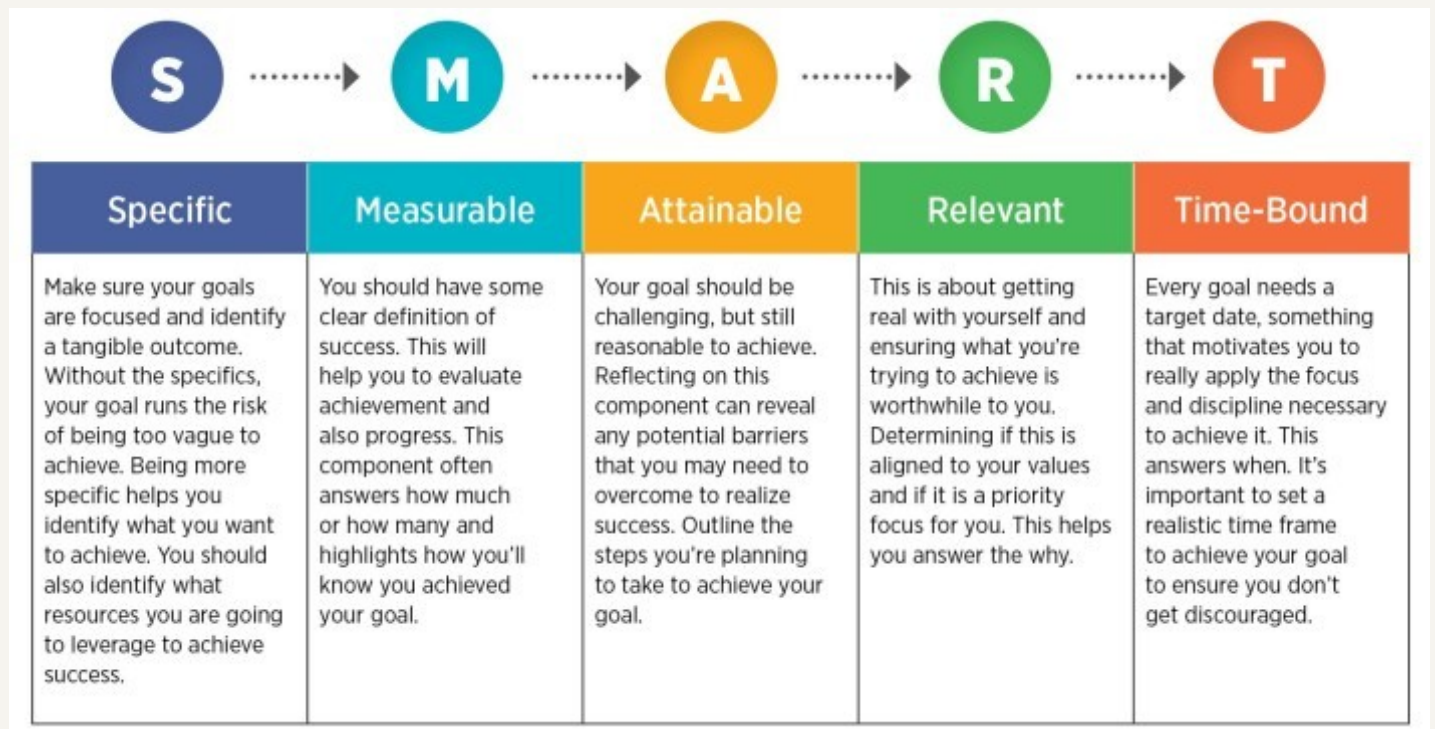 S
M
A
R
T
Specific
Measurable
Attainable
Relevant
Time-Bound
Make sure your goals
are focused and identify
a tangible outcome.
Without the specifics,
your goal runs the risk
of being too vague to
achieve. Being more
specific helps you
identify what you want
to achieve. You should
also identify what
resources you are going
to leverage to achieve
success.
You should have some
clear definition of
success. This will
help you to evaluate
achievement and
also progress. This
component often
answers how much
or how many and
highlights how you'll
know you achieved
your goal.
Your goal should be
challenging, but still
reasonable to achieve.
Reflecting on this
component can reveal
any potential barriers
that you may need to
overcome to realize
success. Outline the
steps you're planning
to take to achieve your
goal.
This is about getting
real with yourself and
ensuring what you're
trying to achieve is
worthwhile to you.
Determining if this is
aligned to your values
and if it is a priority
focus for you. This helps
you answer the why.
Every goal needs a
target date, something
that motivates you to
really apply the focus
and discipline necessary
to achieve it. This
answers when. It's
important to set a
realistic time frame
to achieve your goal
to ensure you don't
get discouraged.